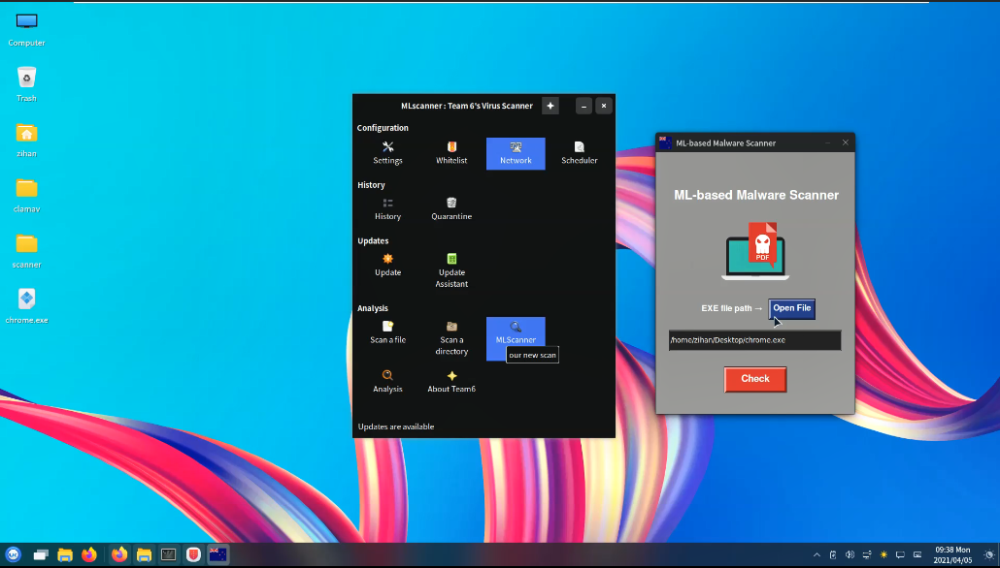 Computer
Trash
zihan
clamav
scanner
chrome.exe
MLscanner : Team 6's Virus Scanner
Configuration
Settings
Whitelist
Network
Scheduler
History
History
Quarantine
Updates
Update
Update
Assistant
Analysis
Scan a file
Scan a
directory
MLScanner
our new scan
Analysis
About Team6
Updates are available
ML-based Malware Scanner
ML-based Malware Scanner
PDF
EXE file path →
Open File
/home/zihan/Desktop/chrome.exe
Check
09:38 Mon
2021/04/05